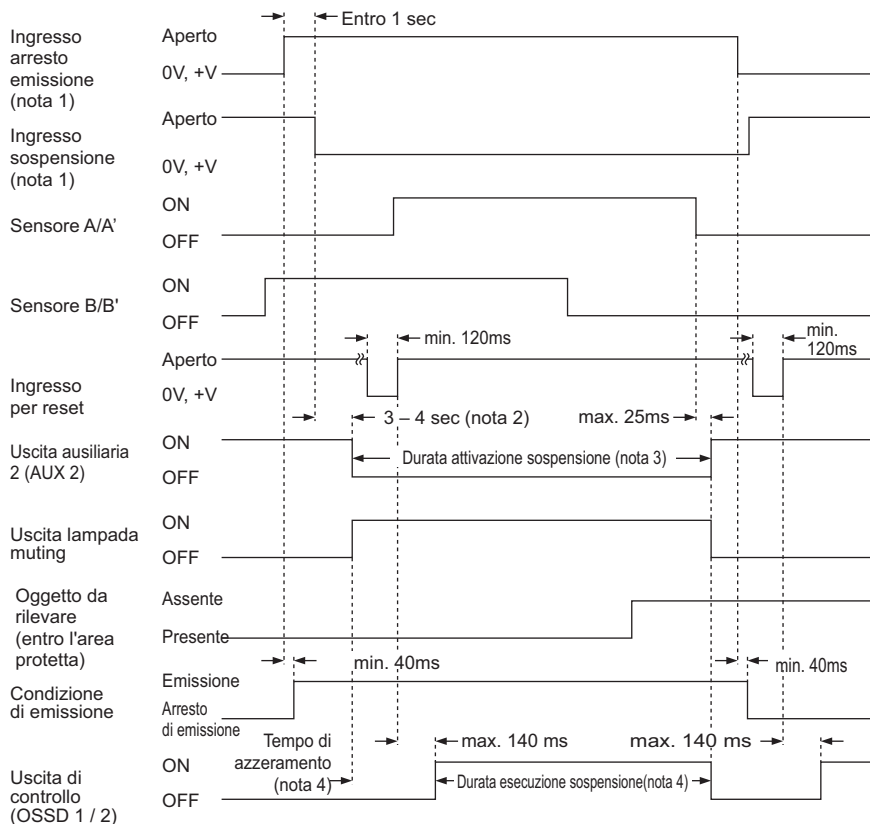 Entro 1 sec
Ingresso
arresto
emissione
(nota 1)
Aperto
0V, +V
Ingresso
sospensione
(nota 1)
Aperto
0V, +V
Sensore A/A'
ON
OFF
Sensore B/B'
ON
OFF
min. 120ms
min.
120ms
Ingresso
per reset
Aperto
0V, +V
3 – 4 sec (nota 2)
max. 25ms
Uscita ausiliaria
2 (AUX 2)
ON
OFF
Durata attivazione sospensione (nota 3)
Uscita lampada
muting
ON
OFF
Oggetto da
rilevare
(entro l'area
protetta)
Assente
Presente
min. 40ms
min. 40ms
Condizione
di emissione
Emissione
Arresto
di emissione
Tempo di
azzeramento
(nota 4)
max. 140 ms
max. 140 ms
Uscita di
controllo
(OSSD 1 / 2)
ON
OFF
Durata esecuzione sospensione(nota 4)